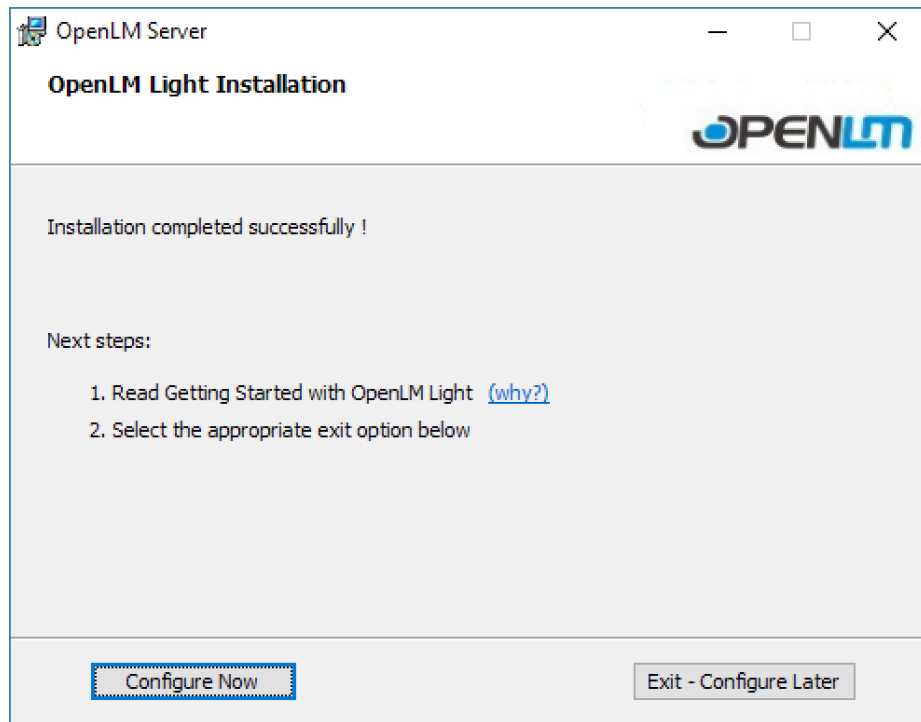 OpenLM Server
OpenLM Light Installation
OPENLM
Installation completed successfully !
Next steps:
1. Read Getting Started with OpenLM Light (why?)
2. Select the appropriate exit option below
Configure Now
Exit - Configure Later